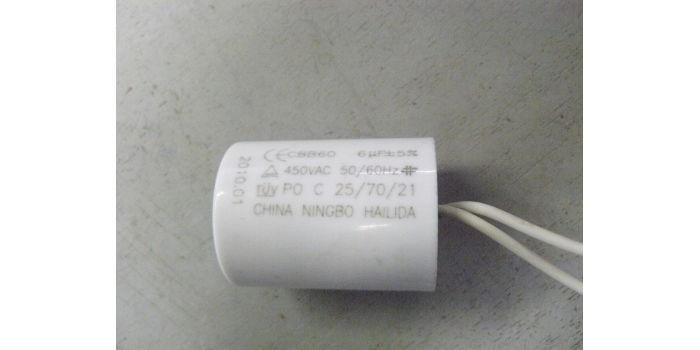 CE CBB60 6µF±5%
450VAC 50/60Hz
PO C 25/70/21
CHINA NINGBO HAILIDA
2010.01